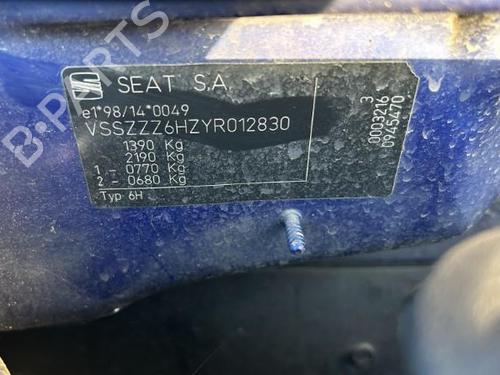 B-PARTS
SEAT S.A
e1*98/14*0049
VSSZZZ6HZYR012830
1390 Kg
2190 Kg
1 - 0770 Kg
2 - 0680 Kg
Typ 6H
3
0003216
0945470